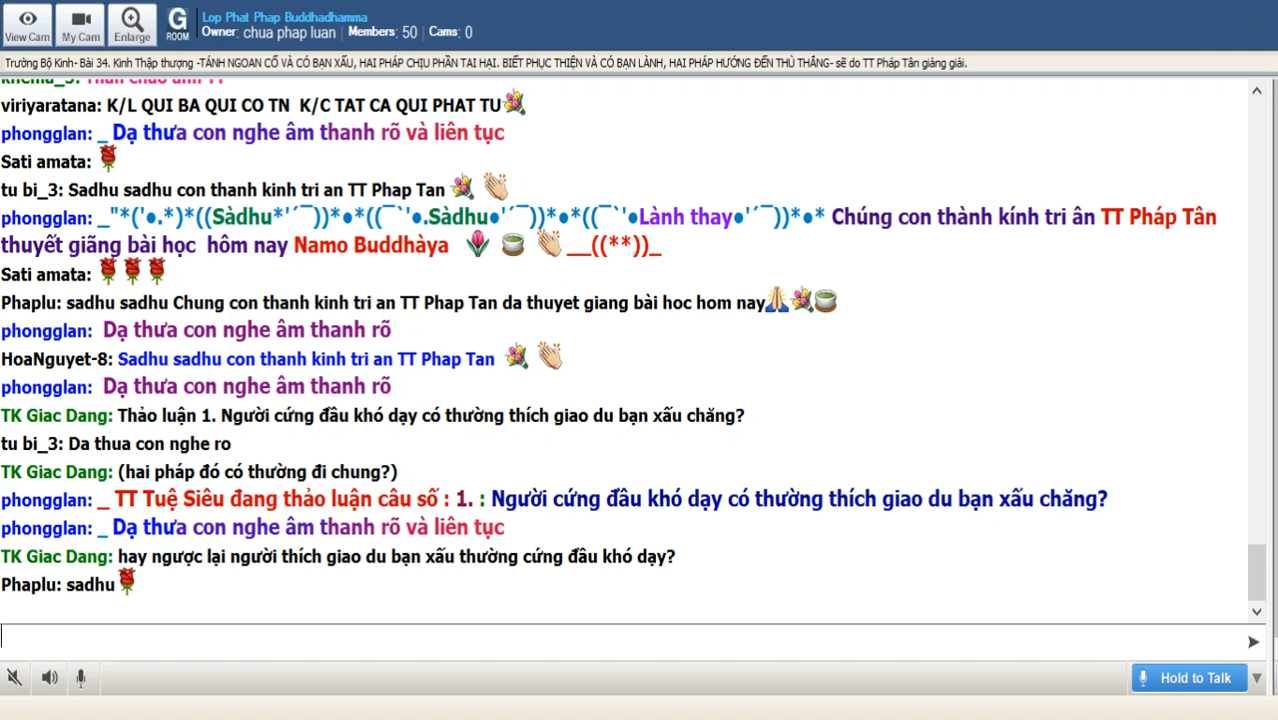 View Cam
My Cam
Enlarge
G
ROOM
Lop Phat Phap Buddhadhamma
Owner: chua phap luan | Members: 50 | Cams: 0
Trường Bộ Kinh- Bài 34. Kinh Thập thượng -TÁNH NGOAN CỐ VÀ CÓ BẠN XẤU, HAI PHÁP CHỊU PHẦN TAI HẠI. BIẾT PHỤC THIỆN VÀ CÓ BẠN LÀNH, HAI PHÁP HƯỚNG ĐẾN THÙ THẮNG- sẽ do TT Pháp Tân giảng giải.
viriyaratana: K/L QUI BA QUI CO TN K/C TAT CA QUI PHAT TU
phongglan: _ Dạ thưa con nghe âm thanh rõ và liên tục
Sati amata:
tu bi_3: Sadhu sadhu con thanh kinh tri an TT Phap Tan
phongglan: _"*('●.*)*((Sàdhu*'´¯))*●*((¯`'●.Sàdhu●'´¯))*●*((¯`'●Lành thay●'´¯))*●* Chúng con thành kính tri ân TT Pháp Tân
thuyết giãng bài học hôm nay Namo Buddhàya __((**))_
Sati amata:
Phaplu: sadhu sadhu Chung con thanh kinh tri an TT Phap Tan da thuyet giang bài hoc hom nay
phongglan: Dạ thưa con nghe âm thanh rõ
HoaNguyet-8: Sadhu sadhu con thanh kinh tri an TT Phap Tan
phongglan: Dạ thưa con nghe âm thanh rõ
TK Giac Dang: Thảo luận 1. Người cứng đầu khó dạy có thường thích giao du bạn xấu chăng?
tu bi_3: Da thua con nghe ro
TK Giac Dang: (hai pháp đó có thường đi chung?)
phongglan: _ TT Tuệ Siêu đang thảo luận câu số : 1. : Người cứng đầu khó dạy có thường thích giao du bạn xấu chăng?
phongglan: _ Dạ thưa con nghe âm thanh rõ và liên tục
TK Giac Dang: hay ngược lại người thích giao du bạn xấu thường cứng đầu khó dạy?
Phaplu: sadhu
Hold to Talk